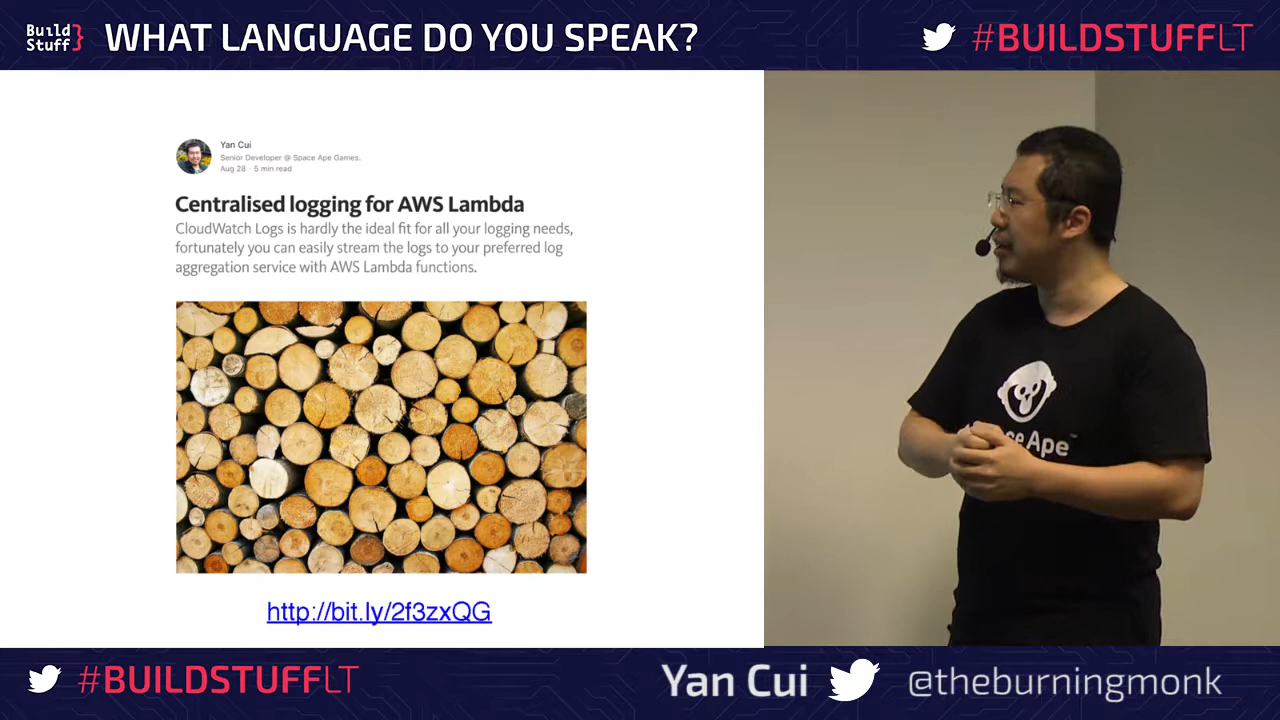 Build
Stuff
WHAT LANGUAGE DO YOU SPEAK?
#BUILDSTUFFLT
Yan Cui
Senior Developer @ Space Ape Games.
Aug 28 · 5 min read
Centralised logging for AWS Lambda
CloudWatch Logs is hardly the ideal fit for all your logging needs,
fortunately you can easily stream the logs to your preferred log
aggregation service with AWS Lambda functions.
http://bit.ly/2f3zxQG
Ape™
#BUILDSTUFFLT
Yan Cui
@theburningmonk